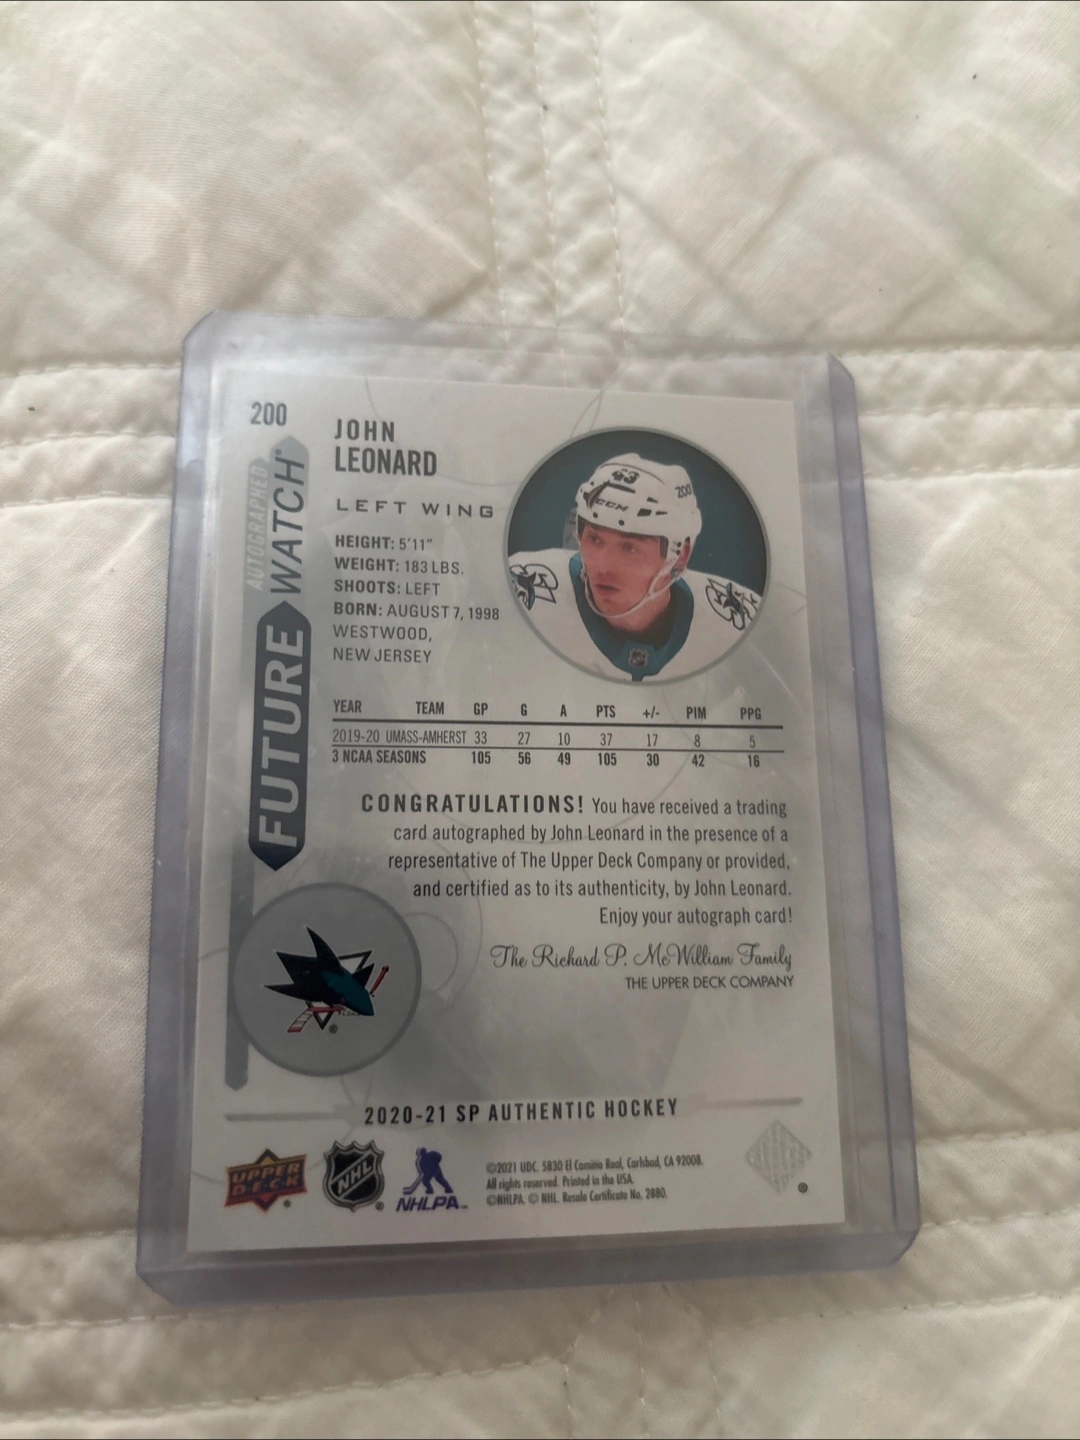 200
JOHN
LEONARD
LEFT WING
HEIGHT: 5'11"
WEIGHT: 183 LBS.
SHOOTS: LEFT
BORN: AUGUST 7, 1998
WESTWOOD,
NEW JERSEY
AUTOGRAPHED
FUTURE WATCH
63
200
CCM
YEAR TEAM GP G A PTS +/- PIM PPG
2019-20 UMASS-AMHERST 33 27 10 37 17 8 5
3 NCAA SEASONS 105 56 49 105 30 42 16
CONGRATULATIONS! You have received a trading
card autographed by John Leonard in the presence of a
representative of The Upper Deck Company or provided,
and certified as to its authenticity, by John Leonard.
Enjoy your autograph card!
The Richard P. McWilliam Family
THE UPPER DECK COMPANY
2020-21 SP AUTHENTIC HOCKEY
UPPER
DECK
NHL
NHLPA
©2021 UDC. 5830 El Camino Real, Carlsbad, CA 92008.
All rights reserved. Printed in the USA.
©NHLPA. © NHL. Resale Certificate No. 2880.